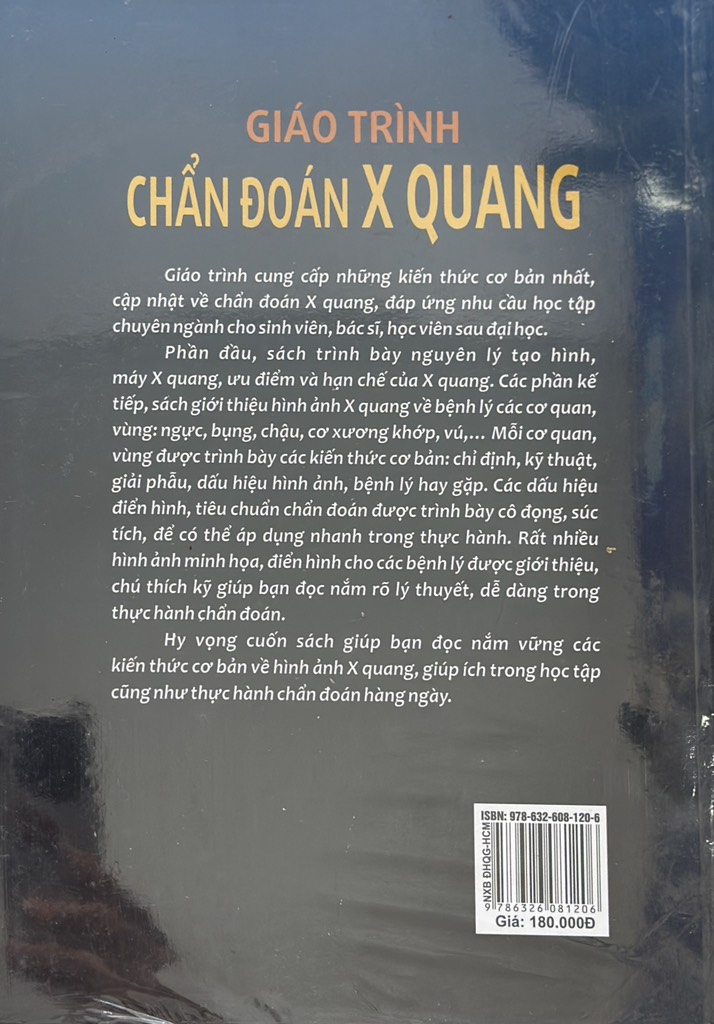 GIÁO TRÌNH
CHẨN ĐOÁN X QUANG
Giáo trình cung cấp những kiến thức cơ bản nhất,
cập nhật về chẩn đoán X quang, đáp ứng nhu cầu học tập
chuyên ngành cho sinh viên, bác sĩ, học viên sau đại học.
Phần đầu, sách trình bày nguyên lý tạo hình,
máy X quang, ưu điểm và hạn chế của X quang. Các phần kế
tiếp, sách giới thiệu hình ảnh X quang về bệnh lý các cơ quan,
vùng: ngực, bụng, chậu, cơ xương khớp, vú,... Mỗi cơ quan,
vùng được trình bày các kiến thức cơ bản: chỉ định, kỹ thuật,
giải phẫu, dấu hiệu hình ảnh, bệnh lý hay gặp. Các dấu hiệu
điển hình, tiêu chuẩn chẩn đoán được trình bày cô đọng, súc
tích, để có thể áp dụng nhanh trong thực hành. Rất nhiều
hình ảnh minh họa, điển hình cho các bệnh lý được giới thiệu,
chú thích kỹ giúp bạn đọc nắm rõ lý thuyết, dễ dàng trong
thực hành chẩn đoán.
Hy vọng cuốn sách giúp bạn đọc nắm vững các
kiến thức cơ bản về hình ảnh X quang, giúp ích trong học tập
cũng như thực hành chẩn đoán hàng ngày.
ISBN: 978-632-608-120-6
NXB ĐHQG-HCM
9 786326 081206
Giá: 180.000Đ